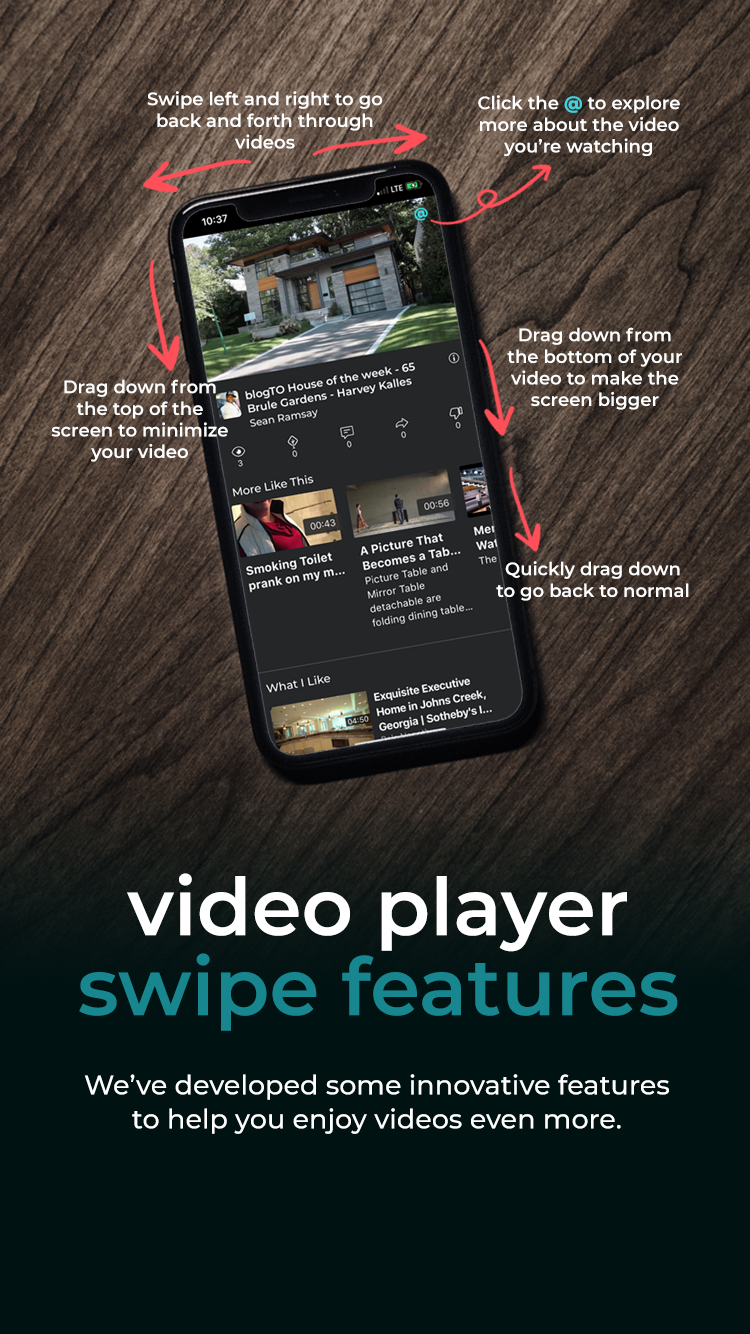 Swipe left and right to go
back and forth through
videos
Click the @ to explore
more about the video
you're watching
10:37
LTE
@
Drag down from
the top of the
screen to minimize
your video
Drag down from
the bottom of your
video to make the
screen bigger
Quickly drag down
to go back to normal
blogTO House of the week - 65
Brule Gardens - Harvey Kalles
Sean Ramsay
3
0
0
0
0
More Like This
00:43
Smoking Toilet
prank on my m...
00:56
A Picture That
Becomes a Tab...
Picture Table and
Mirror Table
detachable are
folding dining table...
The
What I Like
04:50
Exquisite Executive
Home in Johns Creek,
Georgia | Sotheby's I...
video player
swipe features
We've developed some innovative features
to help you enjoy videos even more.